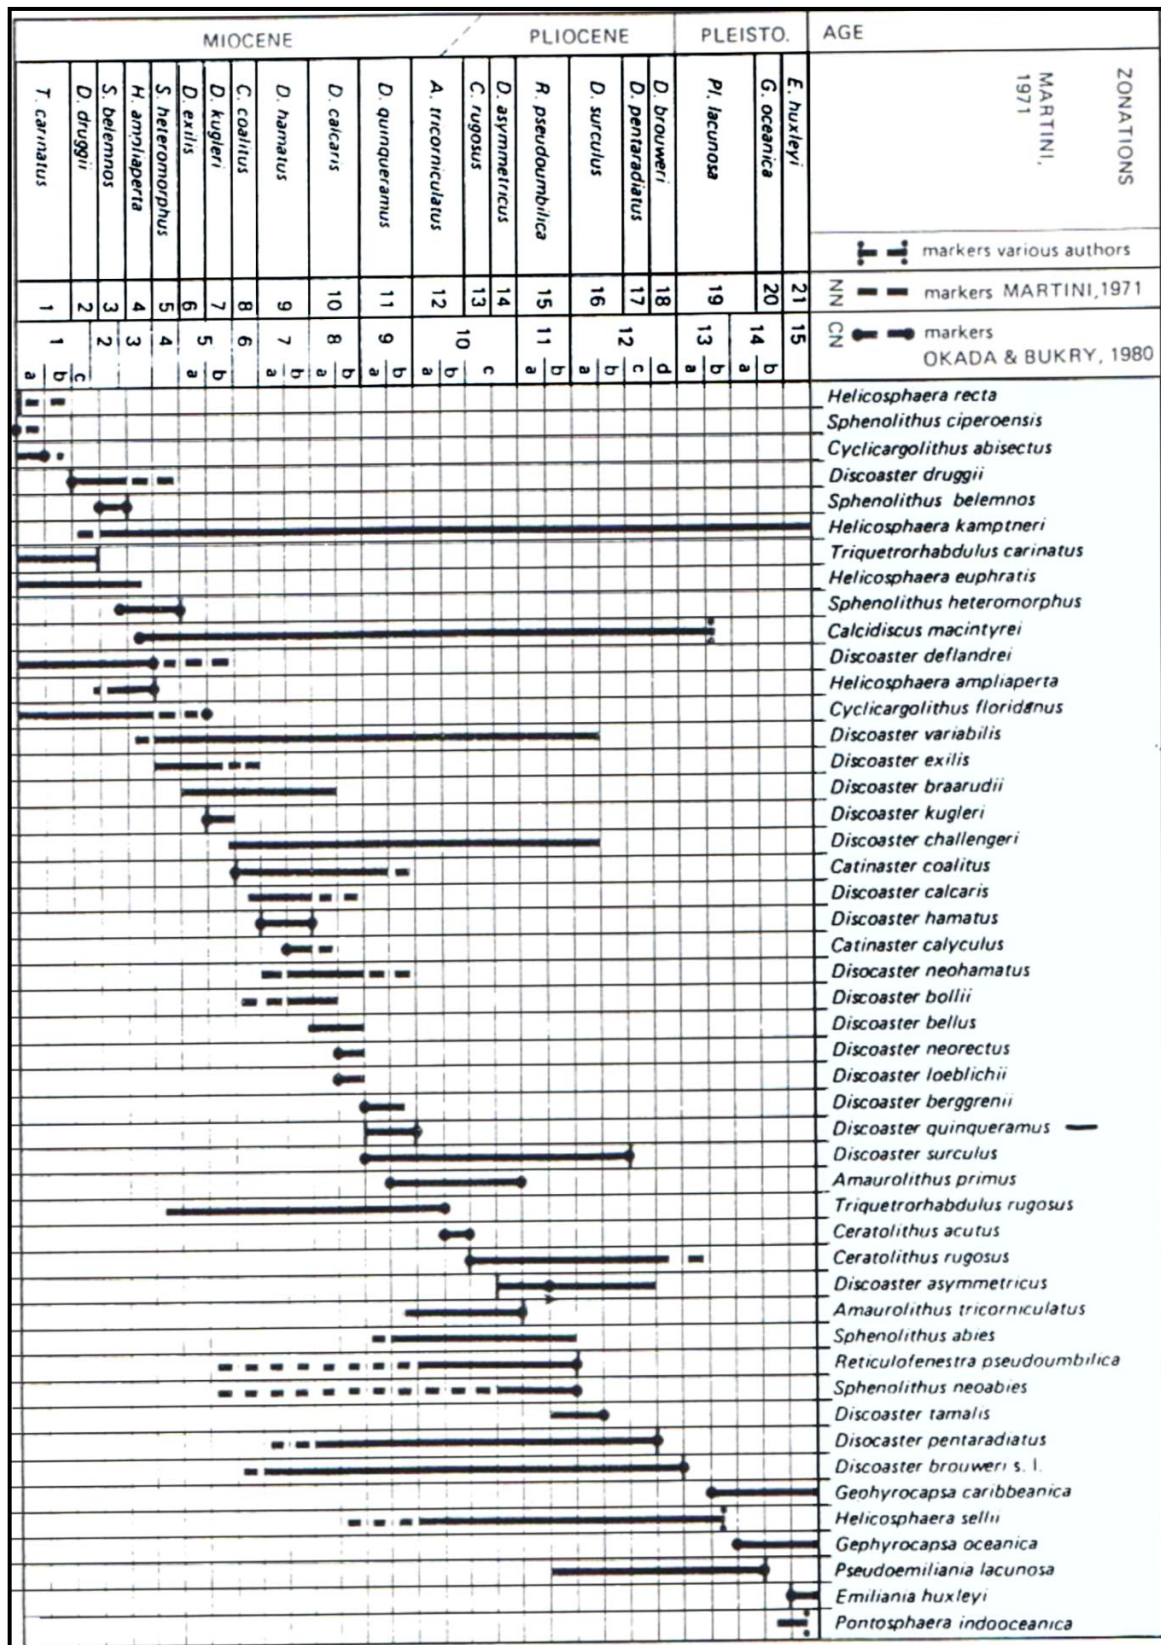 MIOCENE PLIOCENE PLEISTO. AGE
ZONATIONS
MARTINI,
1971
T. carinatus
D. druggii
S. belemnos
H. ampliaperta
S. heteromorphus
D. exilis
D. kugleri
C. coalitus
D. hamatus
D. calcaris
D. quinqueramus
A. tricorniculatus
C. rugosus
D. asymmetricus
R. pseudoumbilica
D. surculus
D. pentaradiatus
D. brouweri
Pl. lacunosa
G. oceanica
E. huxleyi
markers various authors
1 2 3 4 5 6 7 8 9 10 11 12 13 14 15 16 17 18 19 20 21 NN markers MARTINI,1971
1 2 3 4 5 6 7 8 9 10 11 12 13 14 15 CN markers
OKADA & BUKRY, 1980
a b c a b a b a b a b a b c a b a b c d a b a b
Helicosphaera recta
Sphenolithus ciperoensis
Cyclicargolithus abisectus
Discoaster druggii
Sphenolithus belemnos
Helicosphaera kamptneri
Triquetrorhabdulus carinatus
Helicosphaera euphratis
Sphenolithus heteromorphus
Calcidiscus macintyrei
Discoaster deflandrei
Helicosphaera ampliaperta
Cyclicargolithus floridanus
Discoaster variabilis
Discoaster exilis
Discoaster braarudii
Discoaster kugleri
Discoaster challengeri
Catinaster coalitus
Discoaster calcaris
Discoaster hamatus
Catinaster calyculus
Disocaster neohamatus
Discoaster bollii
Discoaster bellus
Discoaster neorectus
Discoaster loeblichii
Discoaster berggrenii
Discoaster quinqueramus
Discoaster surculus
Amaurolithus primus
Triquetrorhabdulus rugosus
Ceratolithus acutus
Ceratolithus rugosus
Discoaster asymmetricus
Amaurolithus tricorniculatus
Sphenolithus abies
Reticulofenestra pseudoumbilica
Sphenolithus neoabies
Discoaster tamalis
Disocaster pentaradiatus
Discoaster brouweri s. l.
Geohyrocapsa caribbeanica
Helicosphaera sellii
Gephyrocapsa oceanica
Pseudoemiliania lacunosa
Emiliania huxleyi
Pontosphaera indooceanica